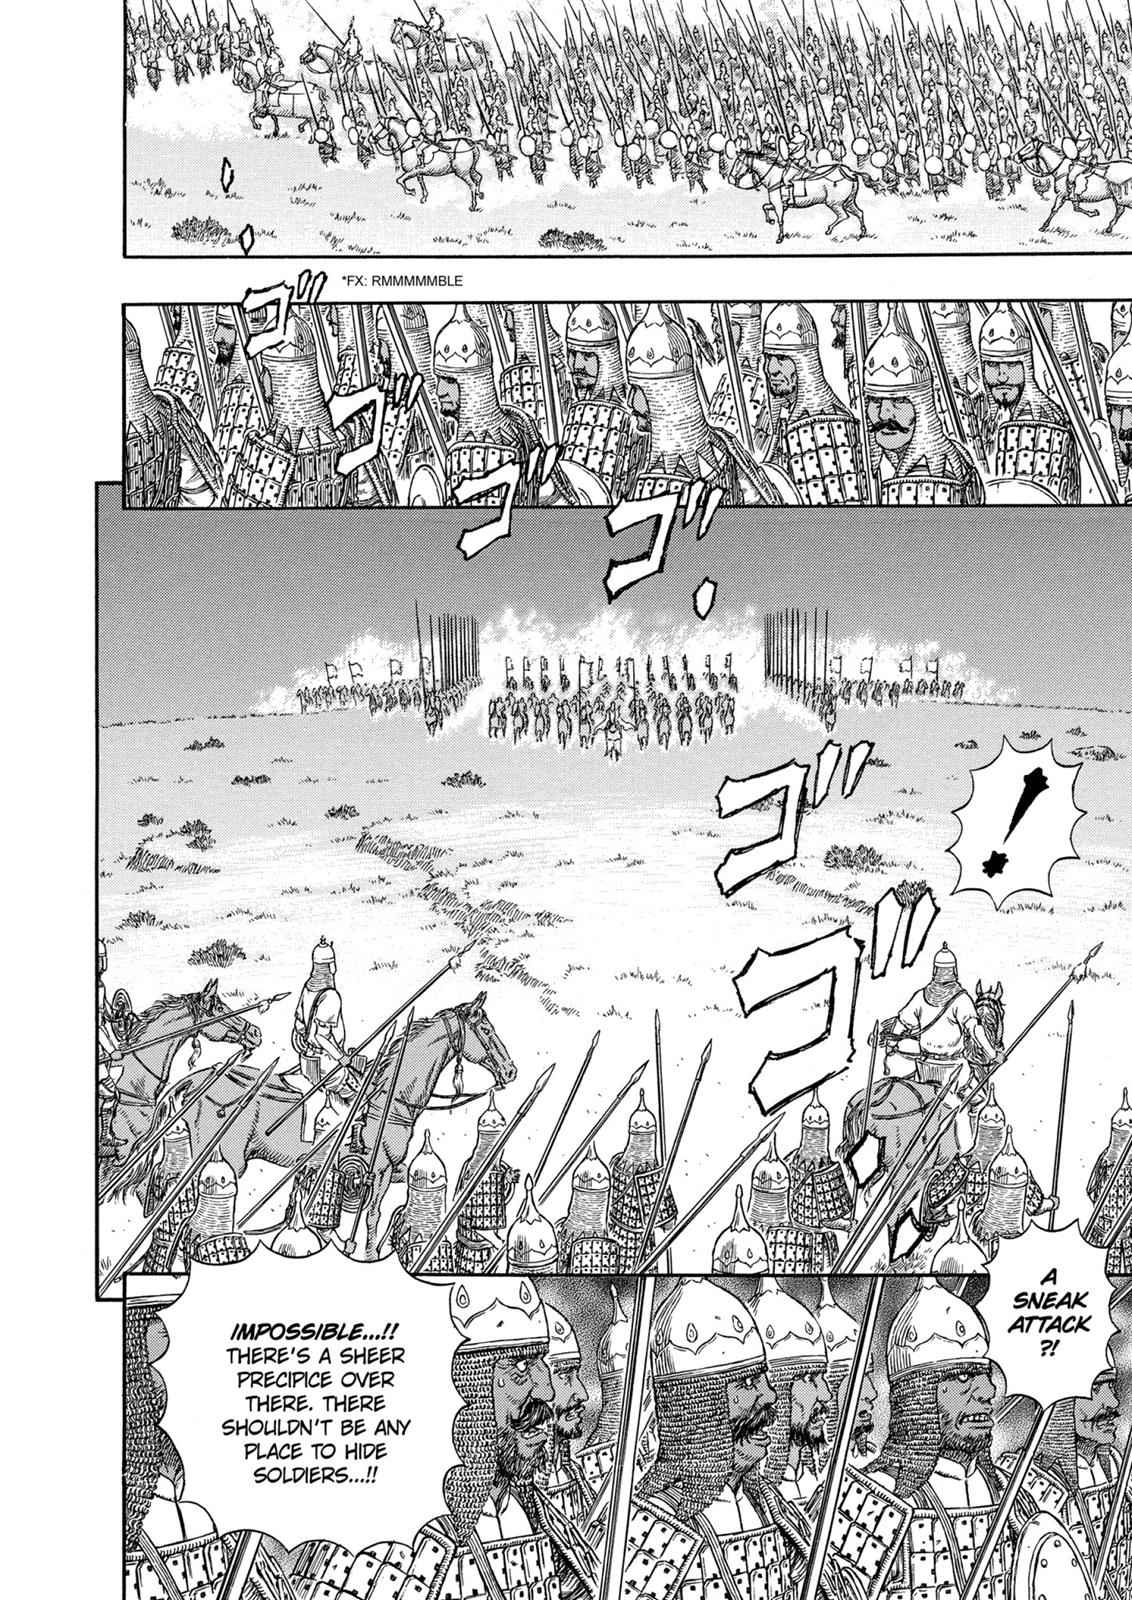 *FX: RMMMMMBLE
ゴゴゴゴ
ゴゴ
!
A
SNEAK
ATTACK
?!
IMPOSSIBLE...!!
THERE'S A SHEER
PRECIPICE OVER
THERE. THERE
SHOULDN'T BE ANY
PLACE TO HIDE
SOLDIERS...!!